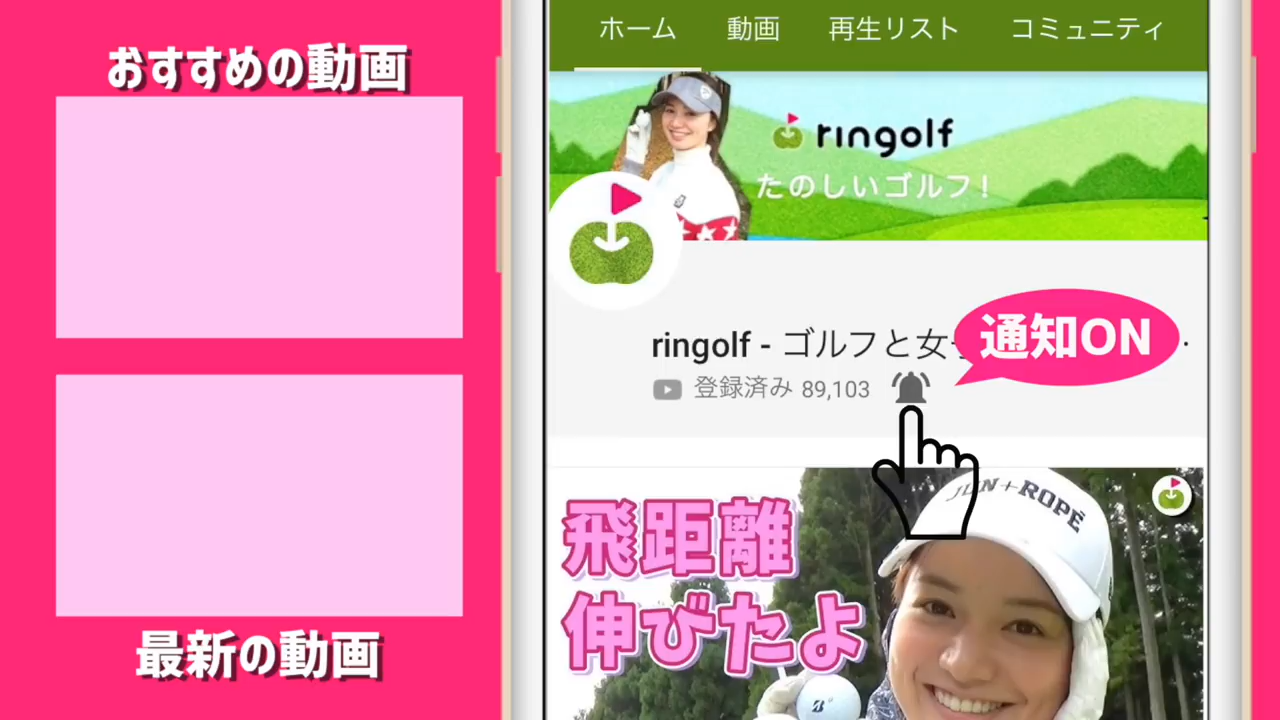 おすすめの動画
最新の動画
ホーム 動画 再生リスト コミュニティ
ringolf
たのしいゴルフ!
ringolf - ゴルフと女
通知ON
登録済み 89,103
飛距離
伸びたよ
JUN+ROPÉ
B